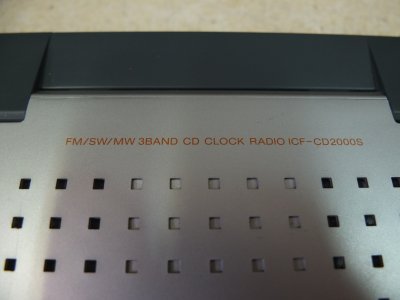 FM/SW/MW 3BAND CD CLOCK RADIO ICF-CD2000S